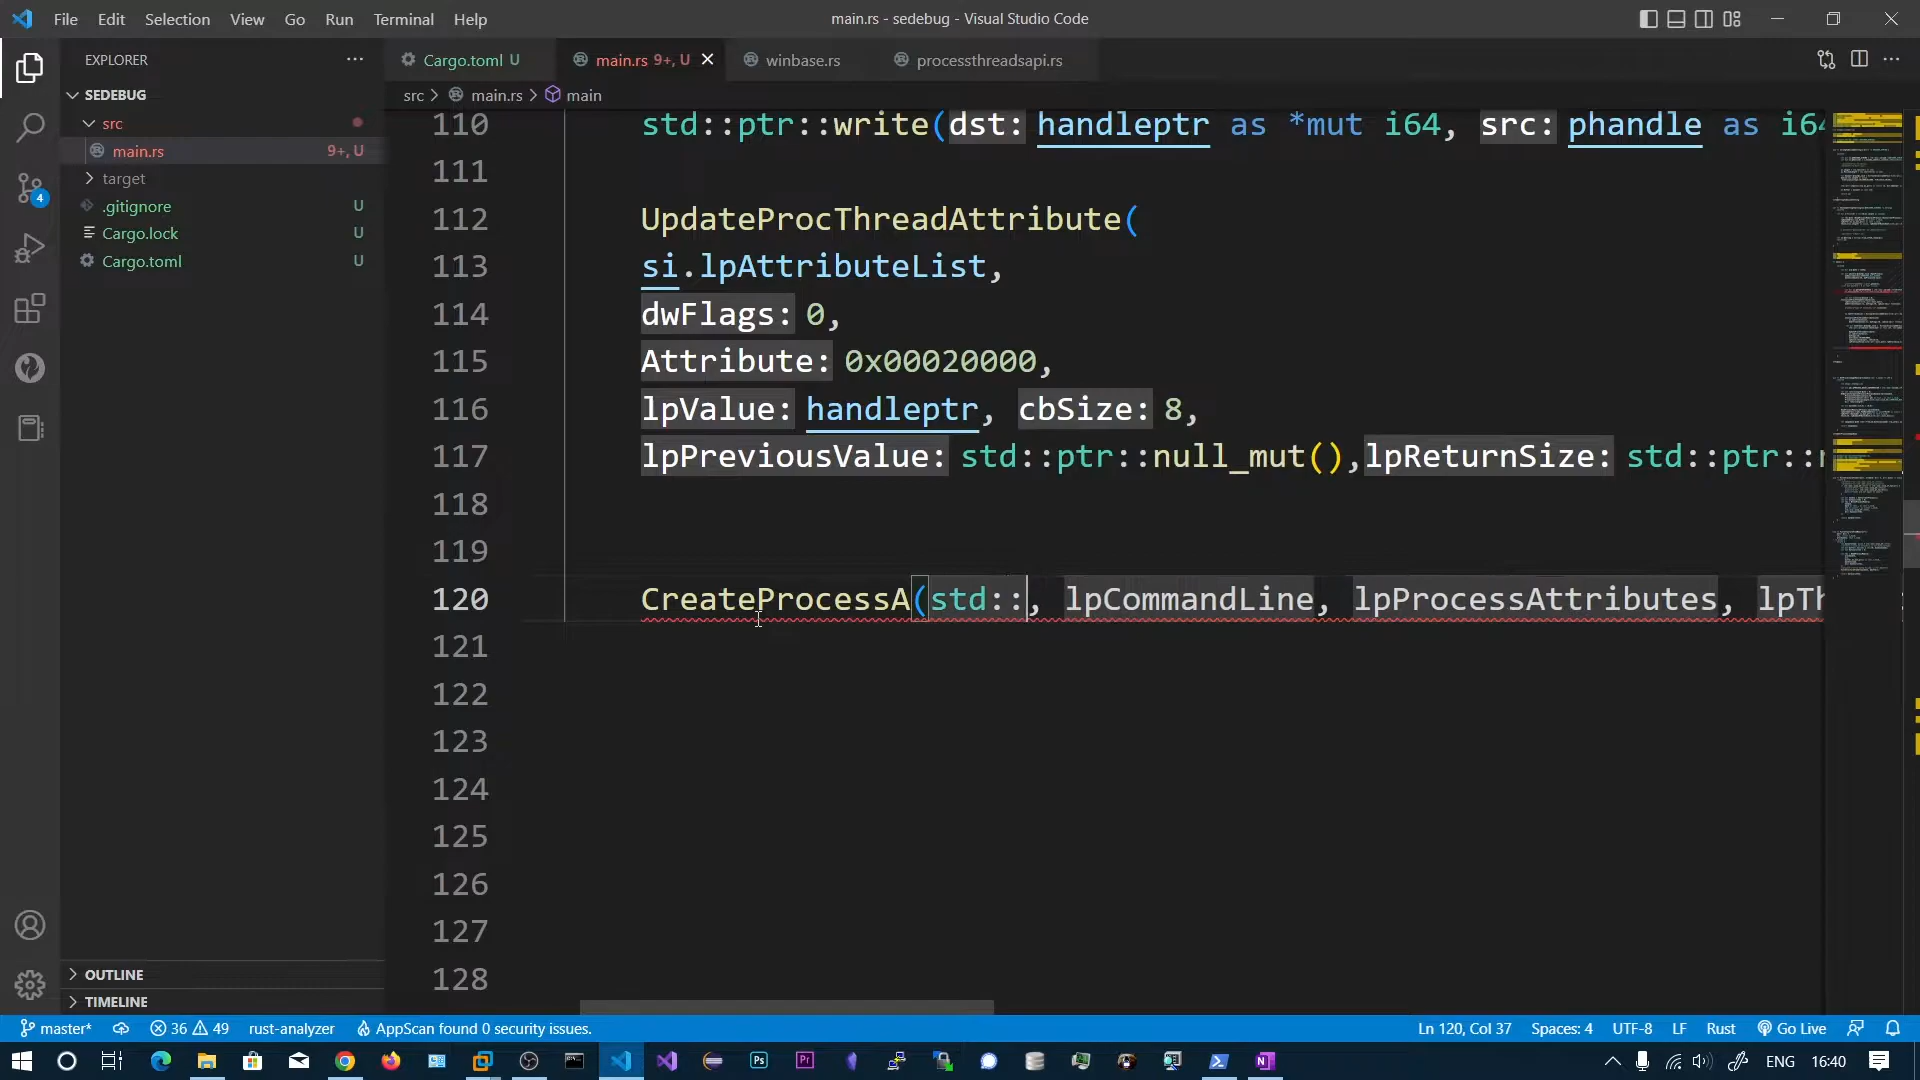 File Edit Selection View Go Run Terminal Help
main.rs - sedebug - Visual Studio Code
EXPLORER
Cargo.toml U
main.rs 9+, U
winbase.rs
processthreadsapi.rs
SEDEBUG
src > main.rs > main
src
main.rs 9+, U
target
.gitignore U
Cargo.lock U
Cargo.toml U
4
110 std::ptr::write(dst: handleptr as *mut i64, src: phandle as i64
111
112 UpdateProcThreadAttribute(
113 si.lpAttributeList,
114 dwFlags: 0,
115 Attribute: 0x00020000,
116 lpValue: handleptr, cbSize: 8,
117 lpPreviousValue: std::ptr::null_mut(),lpReturnSize: std::ptr::
118
119
120 CreateProcessA(std::, lpCommandLine, lpProcessAttributes, lpTh
121
122
123
124
125
126
127
128
OUTLINE
TIMELINE
master* 36 49 rust-analyzer AppScan found 0 security issues.
Ln 120, Col 37 Spaces: 4 UTF-8 LF Rust Go Live
Ps Pr N ENG 16:40